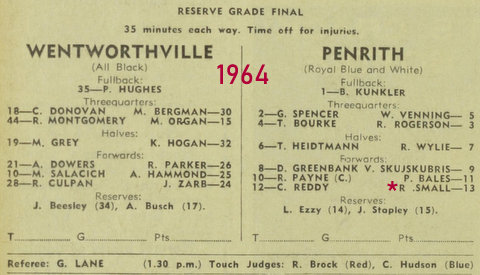 RESERVE GRADE FINAL
35 minutes each way. Time off for injuries.
WENTWORTHVILLE
(All Black)
Fullback:
35—P. HUGHES
Threequarters:
18—C. DONOVAN M. BERGMAN—30
44—R. MONTGOMERY M. ORGAN—15
Halves:
19—M. GREY K. HOGAN—32
Forwards:
21—A. DOWERS R. PARKER—26
10—M. SALACICH A. HAMMOND—25
28—R. CULPAN J. ZARB—24
Reserves:
J. Beesley (34), A. Busch (17).
T.................. G.................. Pts..................
1964
PENRITH
(Royal Blue and White)
Fullback:
1—B. KUNKLER
Threequarters:
2—G. SPENCER W. VENNING— 5
4—T. BOURKE R. ROGERSON— 3
Halves:
6—T. HEIDTMANN R. WYLIE— 7
Forwards:
8—D. GREENBANK V. SKUJSKUBRIS— 9
10—R. PAYNE (C.) P. BALES—11
12—C. REDDY *R .SMALL—13
Reserves:
L. Ezzy (14), J. Stapley (15).
T.................. G.................. Pts..................
Referee: G. LANE (1.30 p.m.) Touch Judges: R. Brock (Red), C. Hudson (Blue)